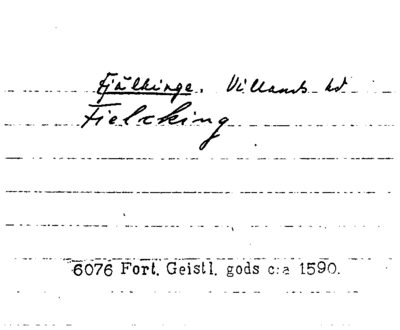 Fjälkinge. Villands hd
Fielcking
6076 Fort. Geistl. gods c:a 1590.